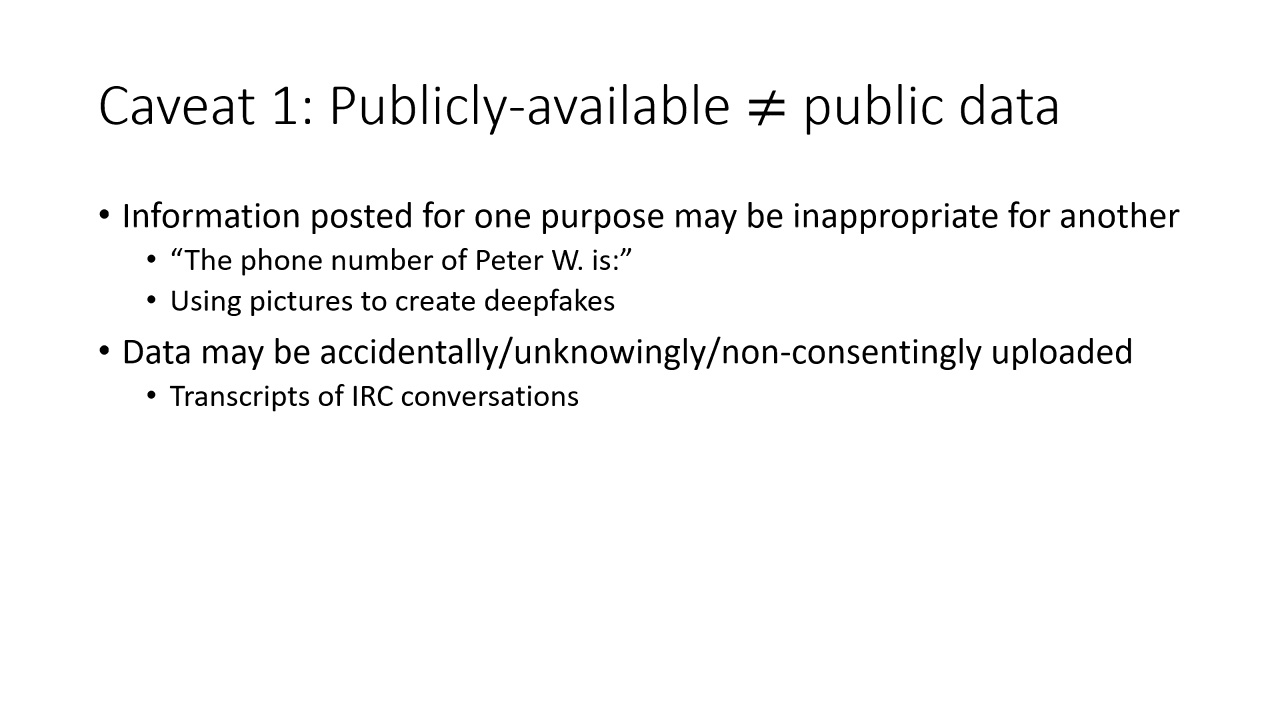 Caveat 1: Publicly-available ≠ public data
• Information posted for one purpose may be inappropriate for another
• “The phone number of Peter W. is:”
• Using pictures to create deepfakes
• Data may be accidentally/unknowingly/non-consentingly uploaded
• Transcripts of IRC conversations